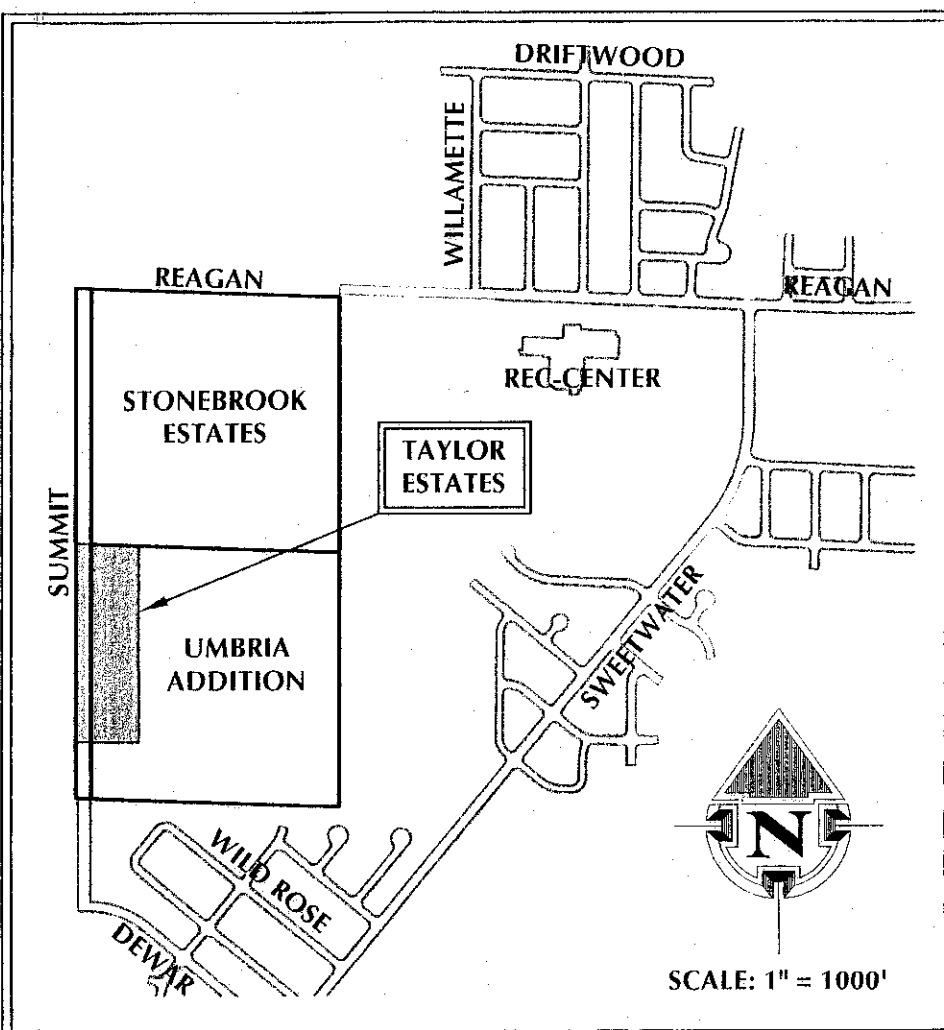 DRIFTWOOD
WILLAMETTE
REAGAN
REAGAN
REC-CENTER
STONEBROOK
ESTATES
TAYLOR
ESTATES
SUMMIT
UMBRIA
ADDITION
SWEETWATER
WILD ROSE
DEWAR
N
SCALE: 1" = 1000'